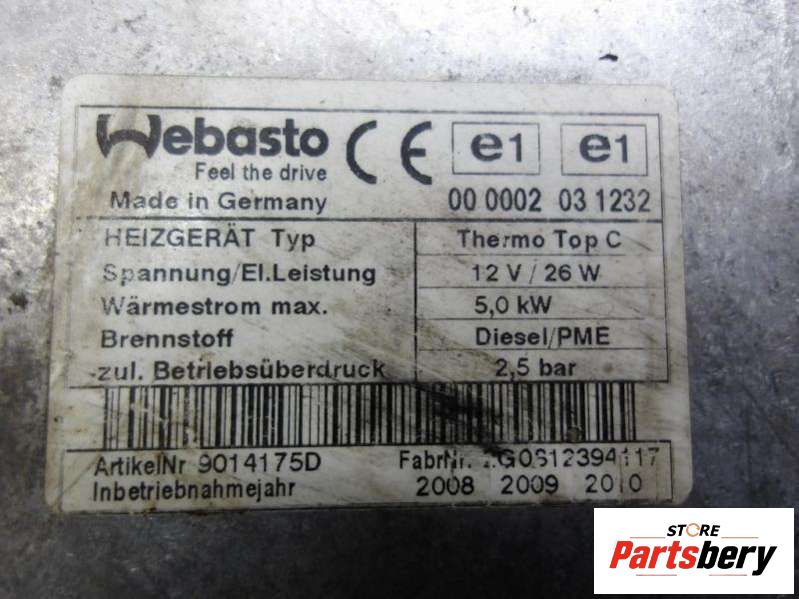 Webasto
Feel the drive
Made in Germany
CE e1 e1
00 0002 03 1232
HEIZGERÄT Typ Thermo Top C
Spannung/El.Leistung 12 V / 26 W
Wärmestrom max. 5,0 kW
Brennstoff Diesel/PME
zul. Betriebsüberdruck 2,5 bar
ArtikelNr 9014175D FabrNr.
Inbetriebnahmejahr 2008 2009 2010
STORE
Partsbery